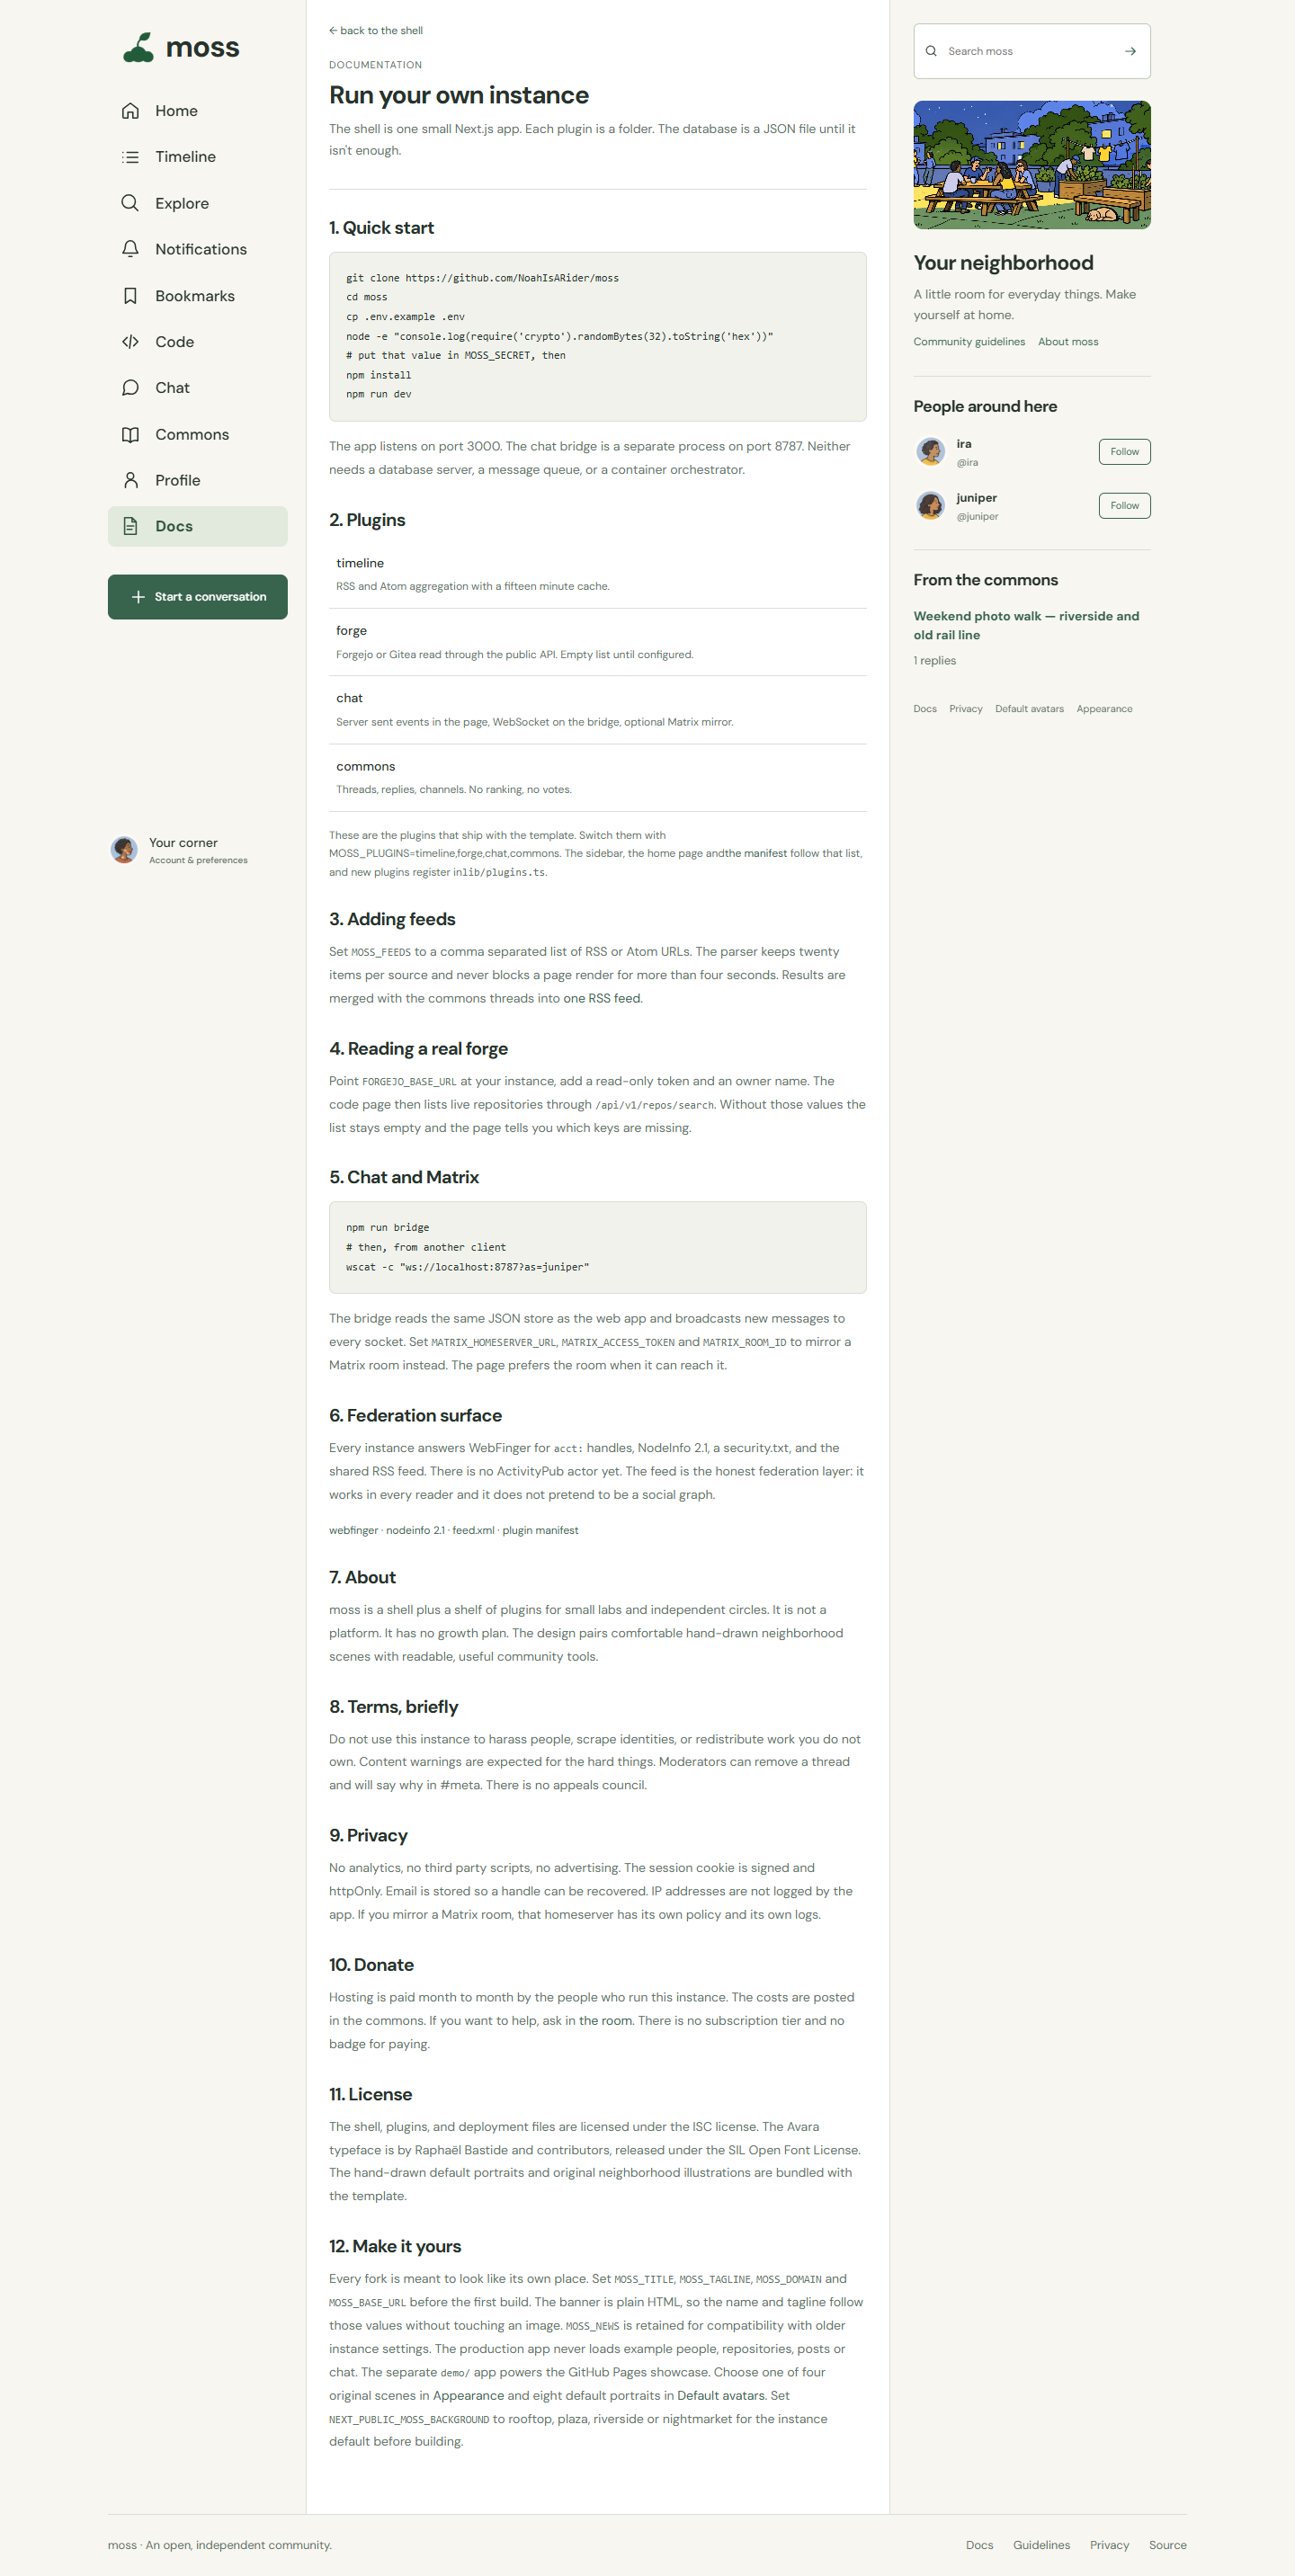 moss
Home
Timeline
Explore
Notifications
Bookmarks
Code
Chat
Commons
Profile
Docs
Start a conversation
Your corner
Account & preferences
← back to the shell
DOCUMENTATION
Run your own instance
The shell is one small Next.js app. Each plugin is a folder. The database is a JSON file until it
isn't enough.
1. Quick start
git clone https://github.com/NoahIsARider/moss
cd moss
cp .env.example .env
node -e "console.log(require('crypto').randomBytes(32).toString('hex'))"
# put that value in MOSS_SECRET, then
npm install
npm run dev
The app listens on port 3000. The chat bridge is a separate process on port 8787. Neither
needs a database server, a message queue, or a container orchestrator.
2. Plugins
timeline
RSS and Atom aggregation with a fifteen minute cache.
forge
Forgejo or Gitea read through the public API. Empty list until configured.
chat
Server sent events in the page, WebSocket on the bridge, optional Matrix mirror.
commons
Threads, replies, channels. No ranking, no votes.
These are the plugins that ship with the template. Switch them with
MOSS_PLUGINS=timeline,forge,chat,commons. The sidebar, the home page andthe manifest follow that list,
and new plugins register inlib/plugins.ts.
3. Adding feeds
Set MOSS_FEEDS to a comma separated list of RSS or Atom URLs. The parser keeps twenty
items per source and never blocks a page render for more than four seconds. Results are
merged with the commons threads into one RSS feed.
4. Reading a real forge
Point FORGEJO_BASE_URL at your instance, add a read-only token and an owner name. The
code page then lists live repositories through /api/v1/repos/search. Without those values the
list stays empty and the page tells you which keys are missing.
5. Chat and Matrix
npm run bridge
# then, from another client
wscat -c "ws://localhost:8787?as=juniper"
The bridge reads the same JSON store as the web app and broadcasts new messages to
every socket. Set MATRIX_HOMESERVER_URL, MATRIX_ACCESS_TOKEN and MATRIX_ROOM_ID to mirror a
Matrix room instead. The page prefers the room when it can reach it.
6. Federation surface
Every instance answers WebFinger for acct: handles, NodeInfo 2.1, a security.txt, and the
shared RSS feed. There is no ActivityPub actor yet. The feed is the honest federation layer: it
works in every reader and it does not pretend to be a social graph.
webfinger · nodeinfo 2.1 · feed.xml · plugin manifest
7. About
moss is a shell plus a shelf of plugins for small labs and independent circles. It is not a
platform. It has no growth plan. The design pairs comfortable hand-drawn neighborhood
scenes with readable, useful community tools.
8. Terms, briefly
Do not use this instance to harass people, scrape identities, or redistribute work you do not
own. Content warnings are expected for the hard things. Moderators can remove a thread
and will say why in #meta. There is no appeals council.
9. Privacy
No analytics, no third party scripts, no advertising. The session cookie is signed and
httpOnly. Email is stored so a handle can be recovered. IP addresses are not logged by the
app. If you mirror a Matrix room, that homeserver has its own policy and its own logs.
10. Donate
Hosting is paid month to month by the people who run this instance. The costs are posted
in the commons. If you want to help, ask in the room. There is no subscription tier and no
badge for paying.
11. License
The shell, plugins, and deployment files are licensed under the ISC license. The Avara
typeface is by Raphaël Bastide and contributors, released under the SIL Open Font License.
The hand-drawn default portraits and original neighborhood illustrations are bundled with
the template.
12. Make it yours
Every fork is meant to look like its own place. Set MOSS_TITLE, MOSS_TAGLINE, MOSS_DOMAIN and
MOSS_BASE_URL before the first build. The banner is plain HTML, so the name and tagline follow
those values without touching an image. MOSS_NEWS is retained for compatibility with older
instance settings. The production app never loads example people, repositories, posts or
chat. The separate demo/ app powers the GitHub Pages showcase. Choose one of four
original scenes in Appearance and eight default portraits in Default avatars. Set
NEXT_PUBLIC_MOSS_BACKGROUND to rooftop, plaza, riverside or nightmarket for the instance
default before building.
Search moss →
Your neighborhood
A little room for everyday things. Make
yourself at home.
Community guidelines About moss
People around here
ira
@ira
Follow
juniper
@juniper
Follow
From the commons
Weekend photo walk — riverside and
old rail line
1 replies
Docs Privacy Default avatars Appearance
moss · An open, independent community.
Docs Guidelines Privacy Source